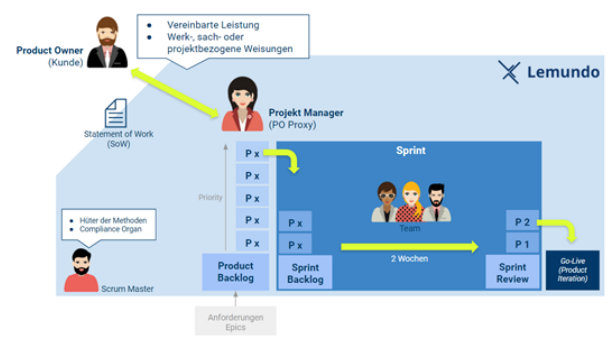 Vereinbarte Leistung
Werk-, sach- oder
projektbezogene Weisungen
Product Owner
(Kunde)
Lemundo
Projekt Manager
(PO Proxy)
Statement of Work
(SoW)
Sprint
P x
P x
Priority
P x
P x
P x
Team
P x
P x
P 2
P 1
2 Wochen
Hüter der Methoden
Compliance Organ
Scrum Master
Product
Backlog
Sprint
Backlog
Sprint
Review
Go-Live
(Product
Iteration)
Anforderungen
Epics